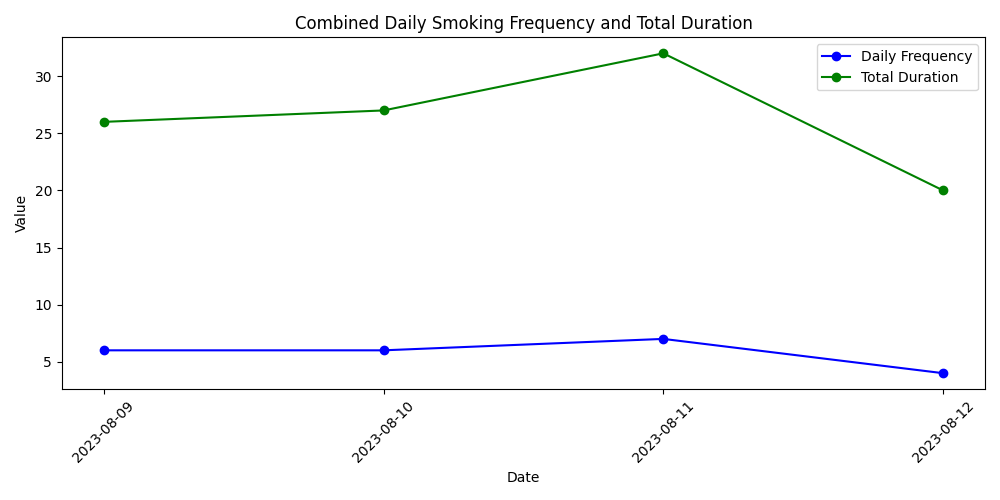 Combined Daily Smoking Frequency and Total Duration
Daily Frequency
Total Duration
Value
30
25
20
15
10
5
2023-08-09
2023-08-10
2023-08-11
2023-08-12
Date